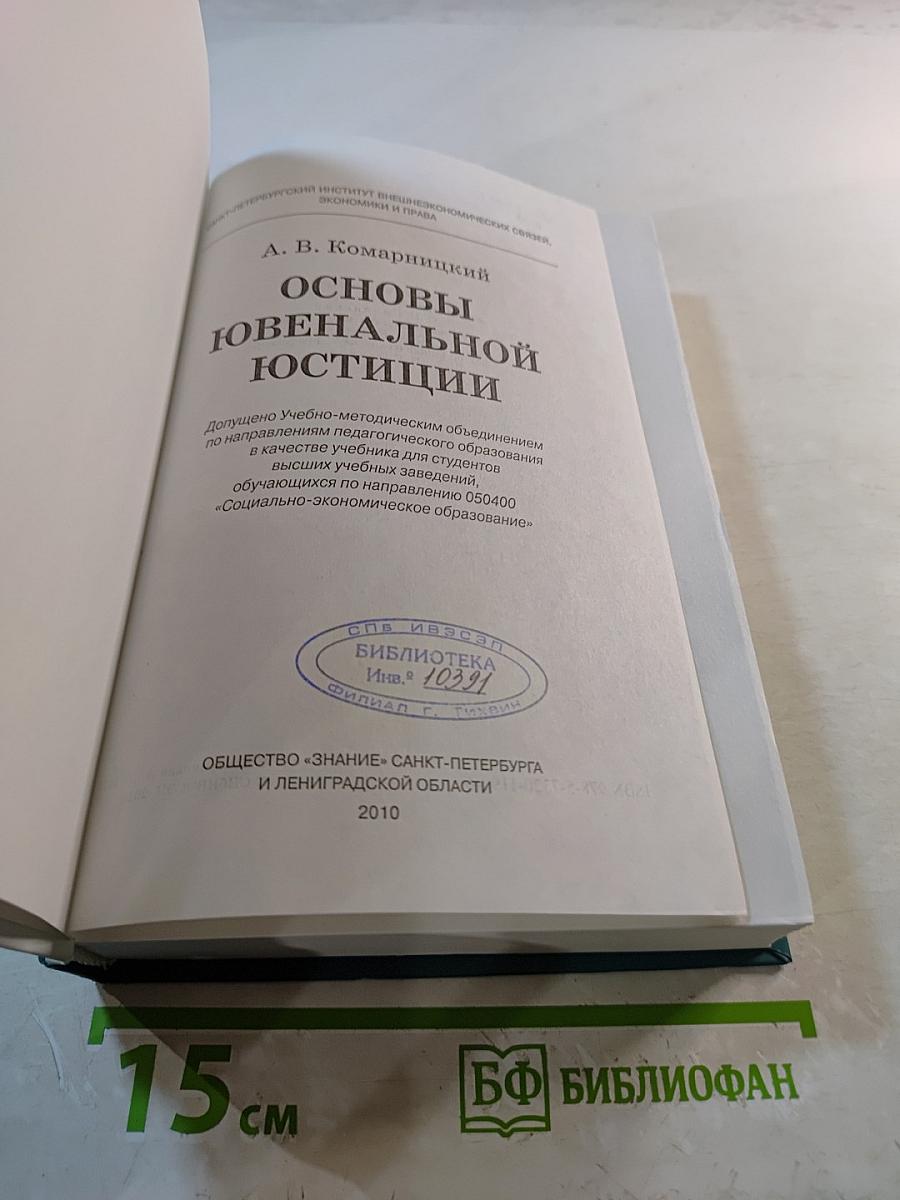 САНКТ-ПЕТЕРБУРГСКИЙ ИНСТИТУТ ВНЕШНЕЭКОНОМИЧЕСКИХ СВЯЗЕЙ,
ЭКОНОМИКИ И ПРАВА
А. В. Комарницкий
ОСНОВЫ
ЮВЕНАЛЬНОЙ
ЮСТИЦИИ
Допущено Учебно-методическим объединением
по направлениям педагогического образования
в качестве учебника для студентов
высших учебных заведений,
обучающихся по направлению 050400
«Социально-экономическое образование»
СПб ИВЭСЭП
БИБЛИОТЕКА
Инв.º 10391
ФИЛИАЛ Г. ТИХВИН
ОБЩЕСТВО «ЗНАНИЕ» САНКТ-ПЕТЕРБУРГА
И ЛЕНИГРАДСКОЙ ОБЛАСТИ
2010
15 см
БФ БИБЛИОФАН